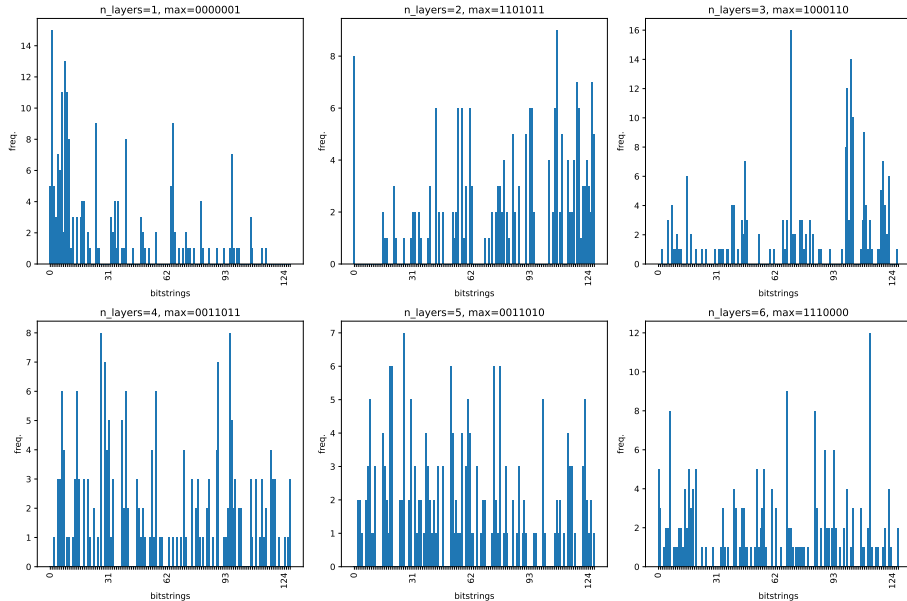 n_layers=1, max=0000001
freq.
14
12
10
8
6
4
2
0
0 31 62 93 124
bitstrings
n_layers=2, max=1101011
freq.
8
6
4
2
0
0 31 62 93 124
bitstrings
n_layers=3, max=1000110
freq.
16
14
12
10
8
6
4
2
0
0 31 62 93 124
bitstrings
n_layers=4, max=0011011
freq.
8
7
6
5
4
3
2
1
0
0 31 62 93 124
bitstrings
n_layers=5, max=0011010
freq.
7
6
5
4
3
2
1
0
0 31 62 93 124
bitstrings
n_layers=6, max=1110000
freq.
12
10
8
6
4
2
0
0 31 62 93 124
bitstrings